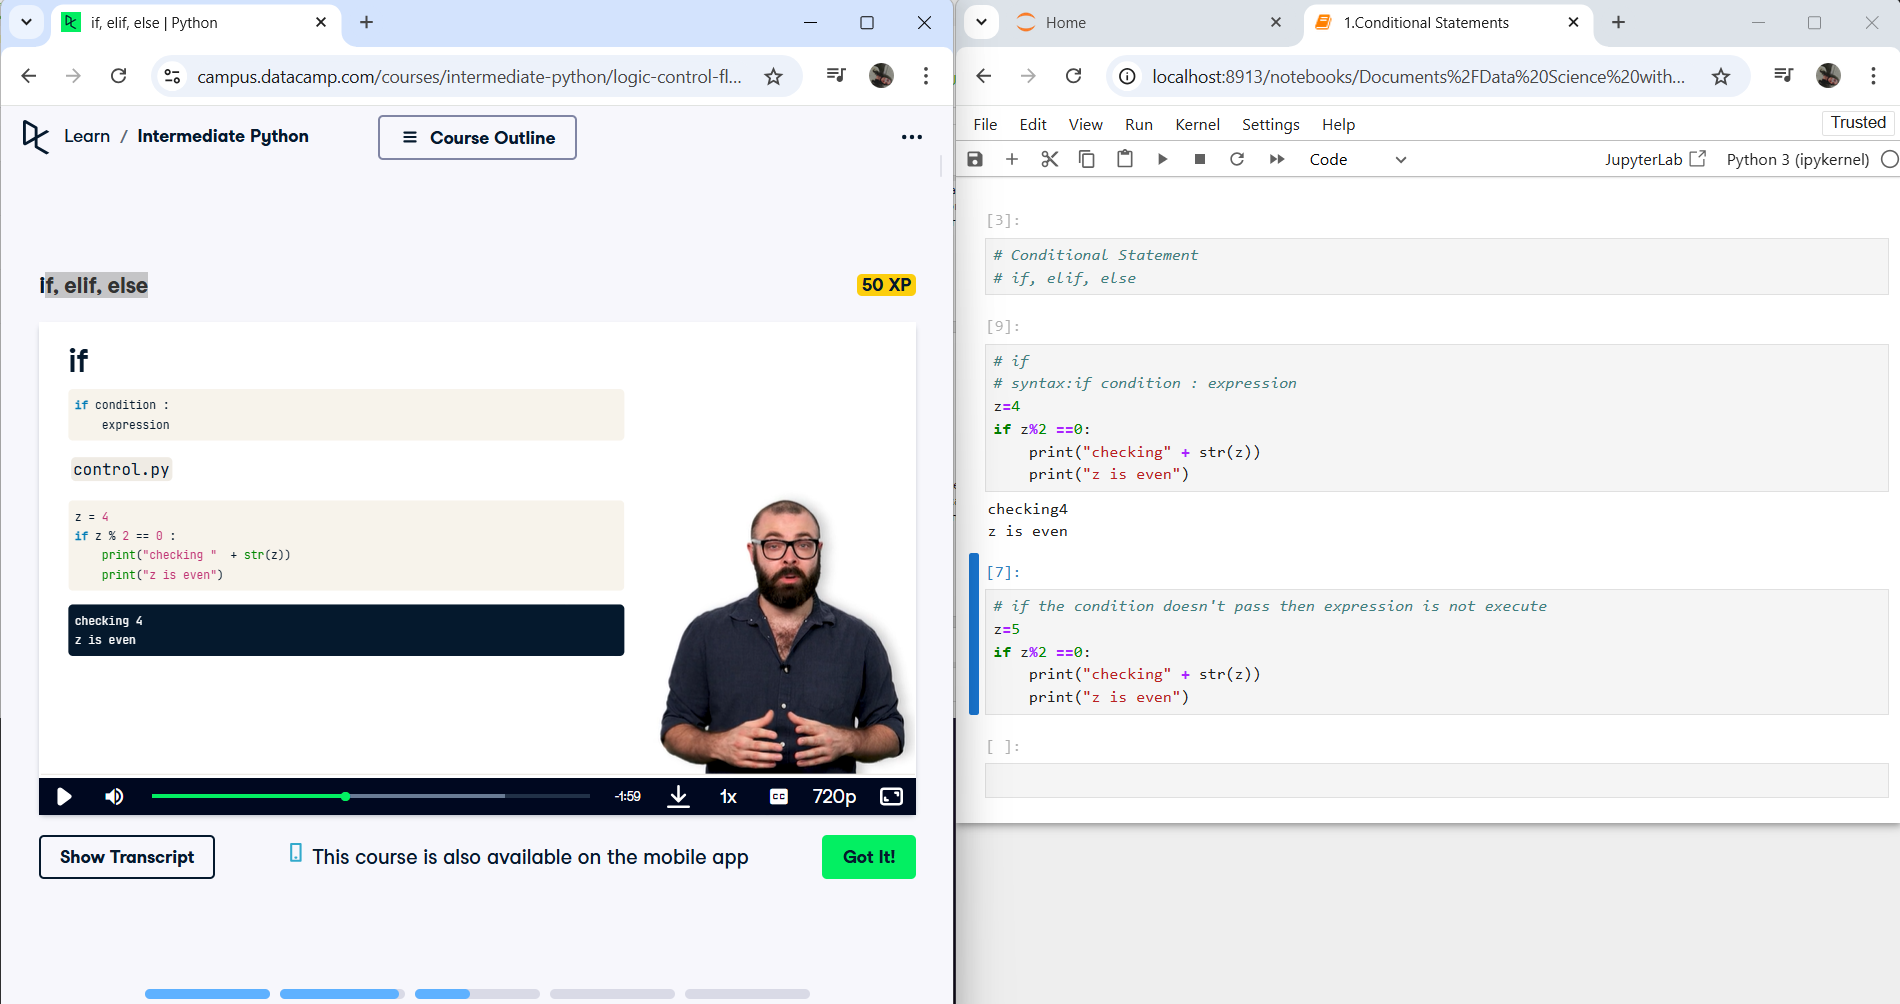 if, elif, else | Python
campus.datacamp.com/courses/intermediate-python/logic-control-fl...
Learn / Intermediate Python
Course Outline
if, elif, else
50 XP
if
if condition :
    expression
control.py
z = 4
if z % 2 == 0 :
    print("checking "  + str(z))
    print("z is even")
checking 4
z is even
-1:59
1x
CC
720p
Show Transcript
This course is also available on the mobile app
Got It!
Home
1.Conditional Statements
localhost:8913/notebooks/Documents%2FData%20Science%20with...
File Edit View Run Kernel Settings Help
Trusted
Code
JupyterLab
Python 3 (ipykernel)
[3]:
# Conditional Statement
# if, elif, else
[9]:
# if
# syntax:if condition : expression
z=4
if z%2 ==0:
    print("checking" + str(z))
    print("z is even")
checking4
z is even
[7]:
# if the condition doesn't pass then expression is not execute
z=5
if z%2 ==0:
    print("checking" + str(z))
    print("z is even")
[ ]: